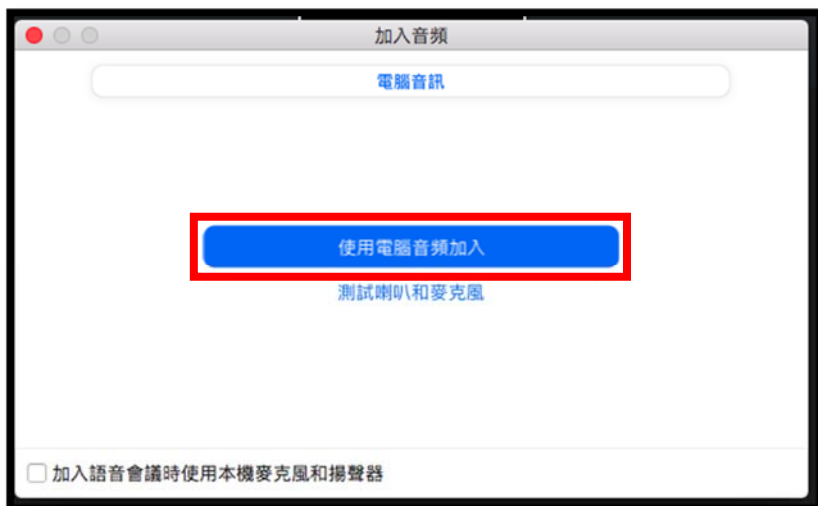 加入音頻
電腦音訊
使用電腦音頻加入
測試喇叭和麥克風
加入語音會議時使用本機麥克風和揚聲器